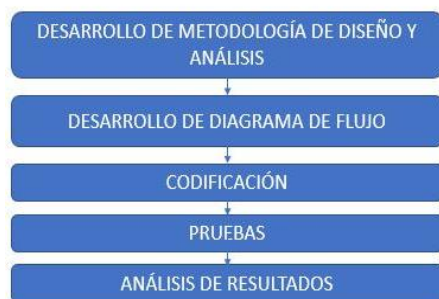 DESARROLLO DE METODOLOGÍA DE DISEÑO Y
ANÁLISIS
DESARROLLO DE DIAGRAMA DE FLUJO
CODIFICACIÓN
PRUEBAS
ANÁLISIS DE RESULTADOS